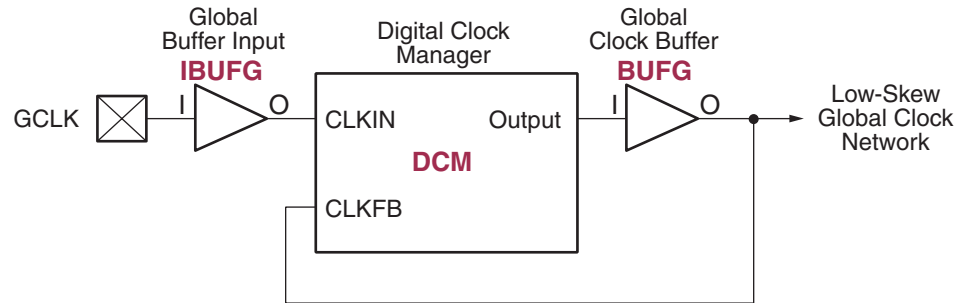 Global
Buffer Input
IBUFG
Digital Clock
Manager
Global
Clock Buffer
BUFG
GCLK
I
O
CLKIN
Output
I
O
Low-Skew
Global Clock
Network
DCM
CLKFB